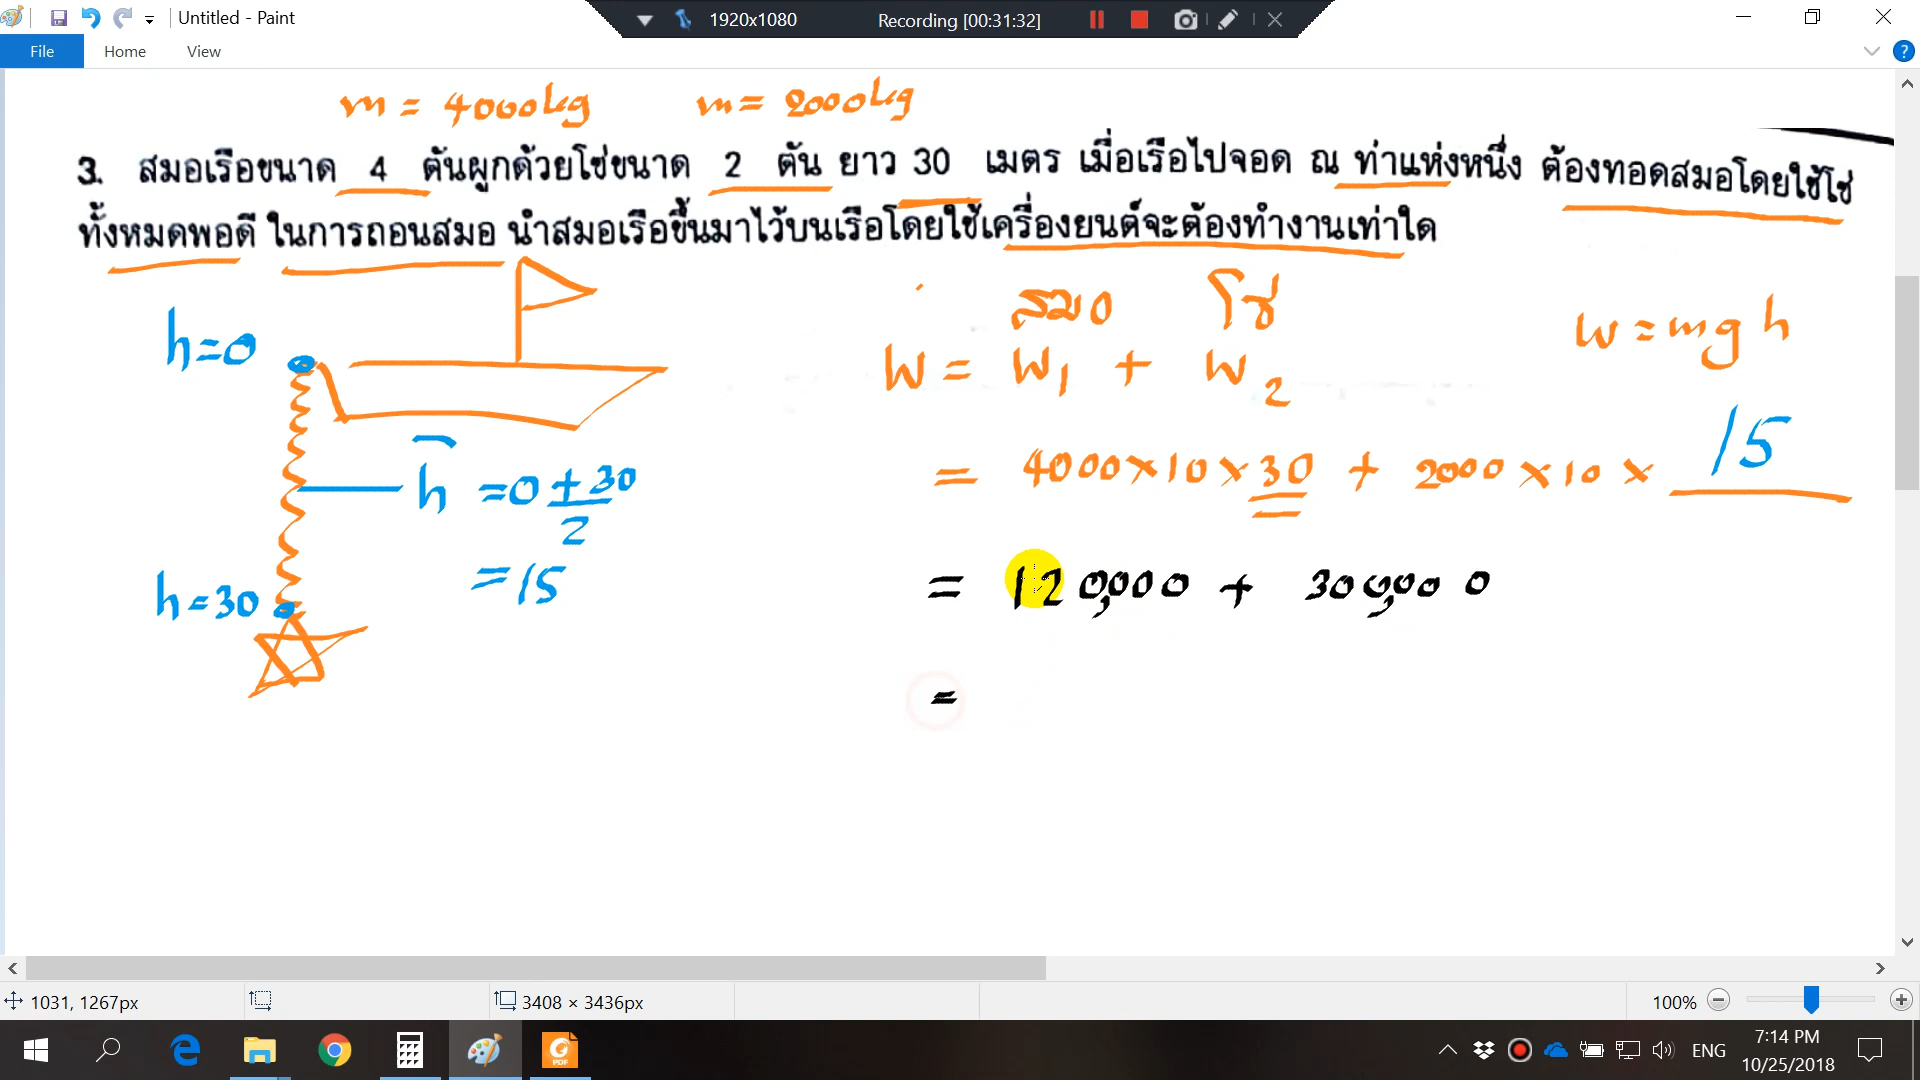 Untitled - Paint
1920x1080
Recording [00:31:32]
File Home View
m = 4000kg m = 2000kg
3. สมอเรือขนาด 4 ตันผูกด้วยโซ่ขนาด 2 ตัน ยาว 30 เมตร เมื่อเรือไปจอด ณ ท่าแห่งหนึ่ง ต้องทอดสมอโดยใช้โซ่
ทั้งหมดพอดี ในการถอนสมอ นำสมอเรือขึ้นมาไว้บนเรือโดยใช้เครื่องยนต์จะต้องทำงานเท่าใด
สมอ โซ่
h=0
W = W1 + W2
W = mgh
h = 0 + 30
2
= 4000×10×30 + 2000×10× 15
= 15
h=30
= 120,000 + 300,000
=
1031, 1267px
3408 × 3436px
100%
PDF
ENG
7:14 PM
10/25/2018